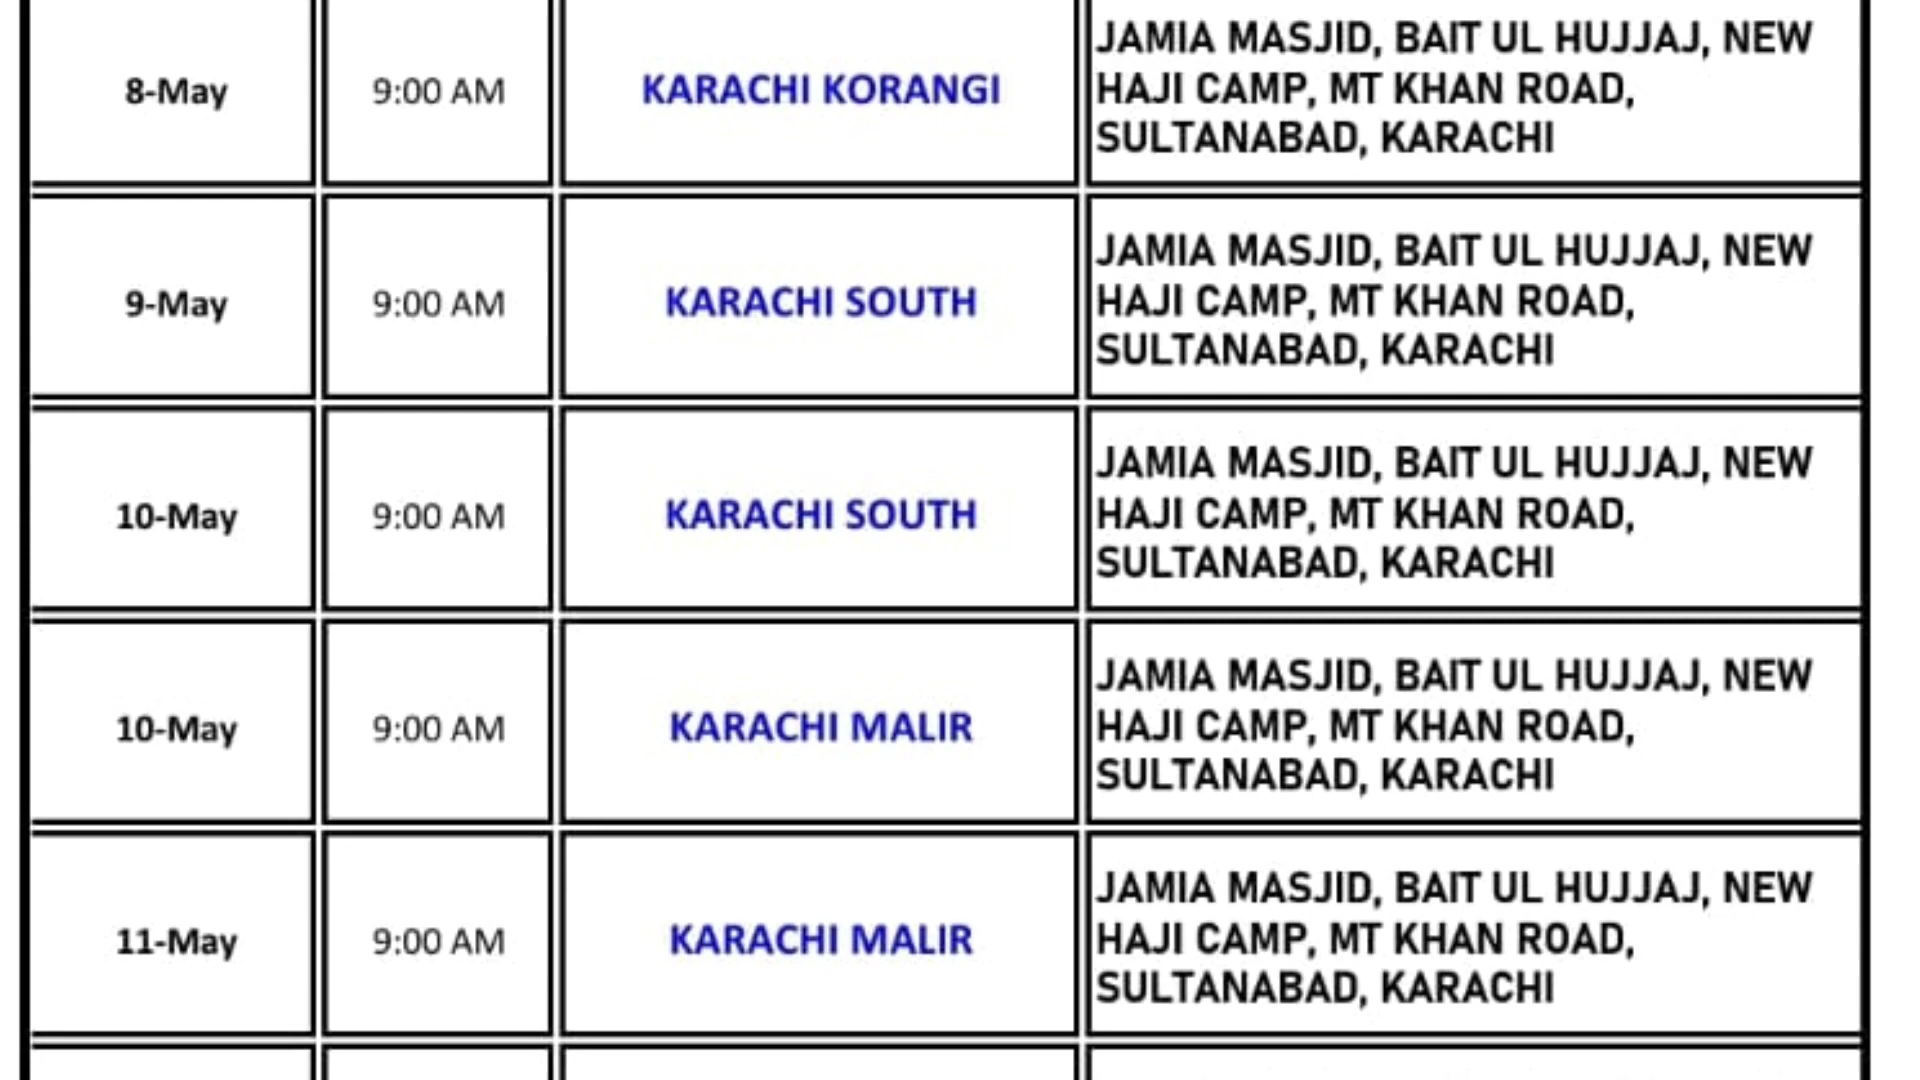 8-May 9:00 AM KARACHI KORANGI JAMIA MASJID, BAIT UL HUJJAJ, NEW
HAJI CAMP, MT KHAN ROAD,
SULTANABAD, KARACHI
9-May 9:00 AM KARACHI SOUTH JAMIA MASJID, BAIT UL HUJJAJ, NEW
HAJI CAMP, MT KHAN ROAD,
SULTANABAD, KARACHI
10-May 9:00 AM KARACHI SOUTH JAMIA MASJID, BAIT UL HUJJAJ, NEW
HAJI CAMP, MT KHAN ROAD,
SULTANABAD, KARACHI
10-May 9:00 AM KARACHI MALIR JAMIA MASJID, BAIT UL HUJJAJ, NEW
HAJI CAMP, MT KHAN ROAD,
SULTANABAD, KARACHI
11-May 9:00 AM KARACHI MALIR JAMIA MASJID, BAIT UL HUJJAJ, NEW
HAJI CAMP, MT KHAN ROAD,
SULTANABAD, KARACHI